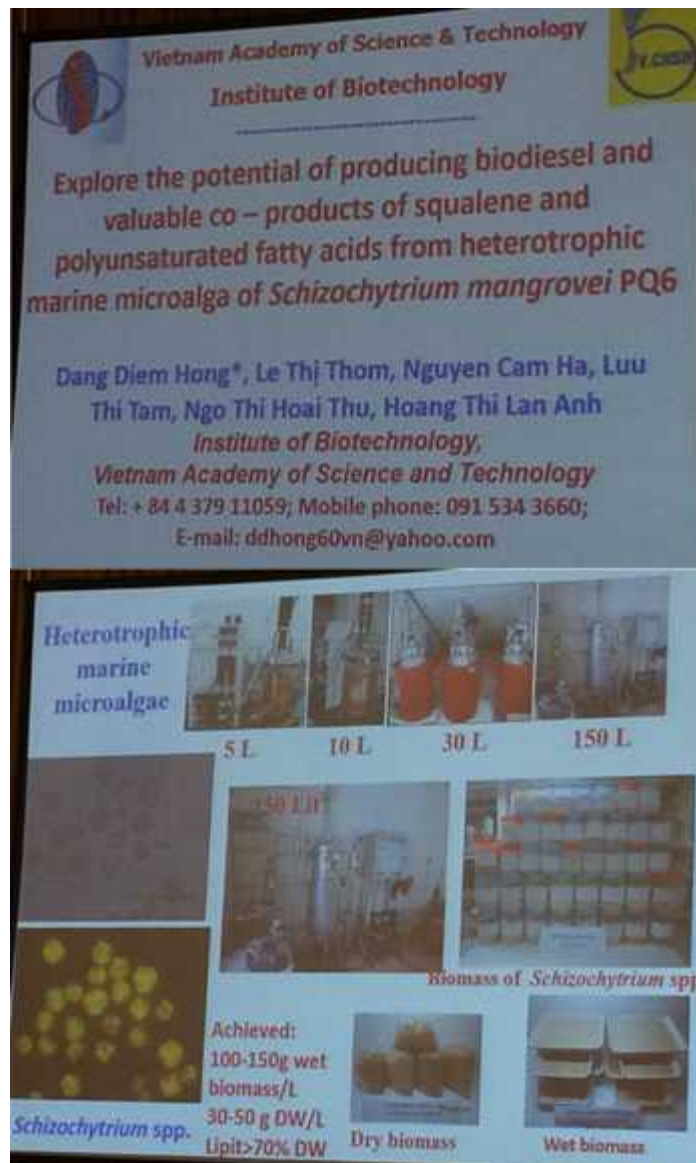 Vietnam Academy of Science & Technology
Institute of Biotechnology
Explore the potential of producing biodiesel and
valuable co – products of squalene and
polyunsaturated fatty acids from heterotrophic
marine microalga of Schizochytrium mangrovei PQ6
Dang Diem Hong*, Le Thị Thom, Nguyen Cam Ha, Luu
Thi Tam, Ngo Thi Hoai Thu, Hoang Thi Lan Anh
Institute of Biotechnology,
Vietnam Academy of Science and Technology
Tel: + 84 4 379 11059; Mobile phone: 091 534 3660;
E-mail: ddhong60vn@yahoo.com
Heterotrophic
marine
microalgae
5 L
10 L
30 L
150 L
150 Lit
Biomass of Schizochytrium spp
Achieved:
100-150g wet
biomass/L
30-50 g DW/L
Lipit>70% DW
Schizochytrium spp.
Dry biomass
Wet biomass